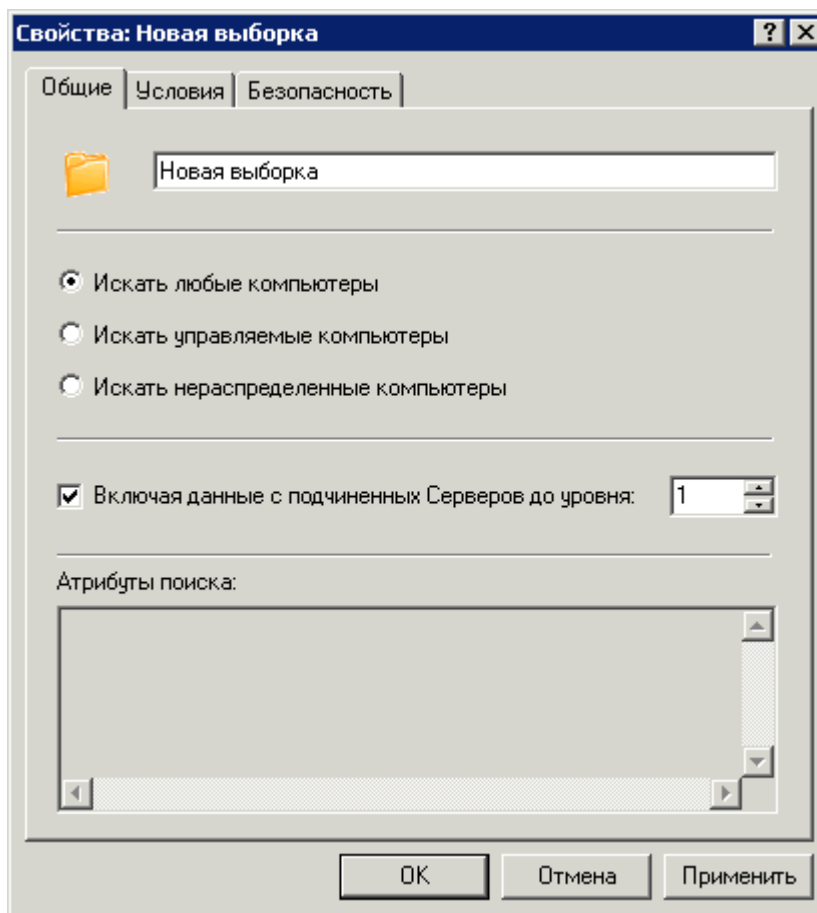 Свойства: Новая выборка
Общие Условия Безопасность
Новая выборка
Искать любые компьютеры
Искать управляемые компьютеры
Искать нераспределенные компьютеры
Включая данные с подчиненных Серверов до уровня: 1
Атрибуты поиска:
OK Отмена Применить